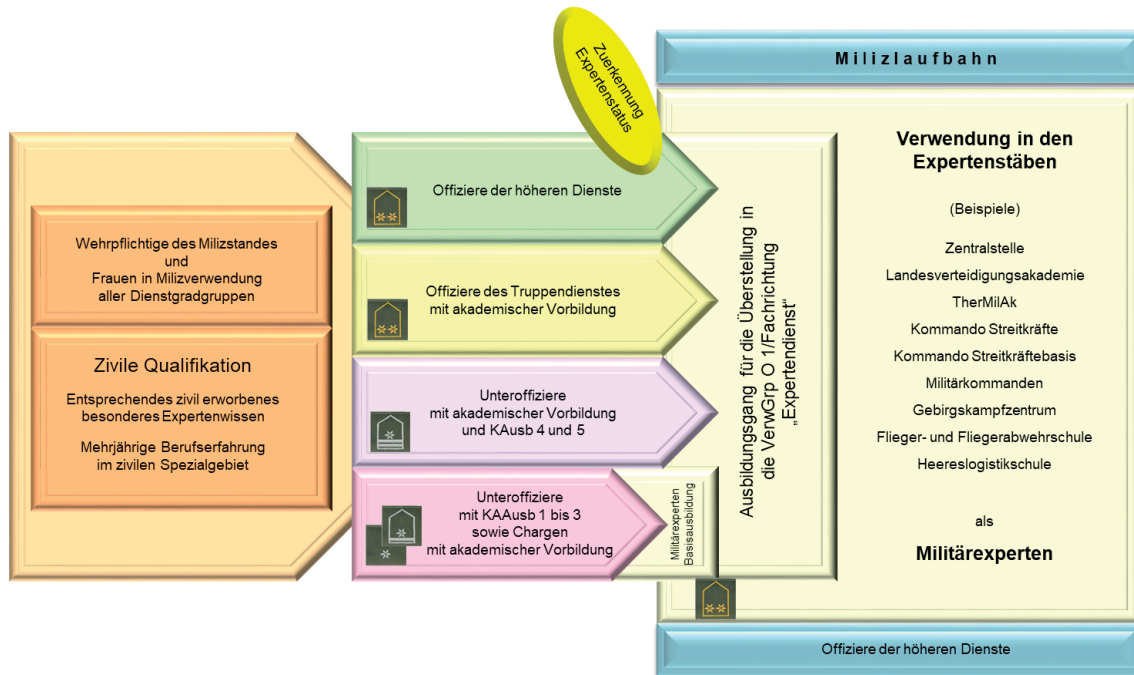 Wehrpflichtige des Milizstandes
und
Frauen in Milizverwendung
aller Dienstgradgruppen
Zivile Qualifikation
Entsprechendes zivil erworbenes
besonderes Expertenwissen
Mehrjährige Berufserfahrung
im zivilen Spezialgebiet
Offiziere der höheren Dienste
Offiziere des Truppendienstes
mit akademischer Vorbildung
Unteroffiziere
mit akademischer Vorbildung
und KAusb 4 und 5
Unteroffiziere
mit KAAusb 1 bis 3
sowie Chargen
mit akademischer Vorbildung
Militärexperten
Basisausbildung
Zuerkennung
Expertenstatus
Ausbildungsgang für die Überstellung in
die VerwGrp O 1/Fachrichtung
„Expertendienst“
Milizlaufbahn
Verwendung in den
Expertenstäben
(Beispiele)
Zentralstelle
Landesverteidigungsakademie
TherMilAk
Kommando Streitkräfte
Kommando Streitkräftebasis
Militärkommanden
Gebirgskampfzentrum
Flieger- und Fliegerabwehrschule
Heereslogistikschule
als
Militärexperten
Offiziere der höheren Dienste